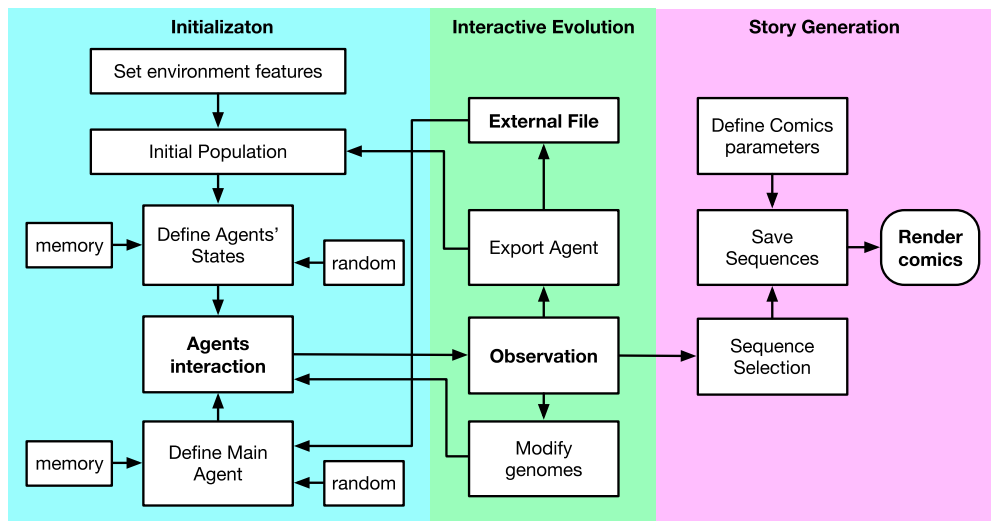 Initializaton
Set environment features
Initial Population
memory
Define Agents'
States
random
Agents
interaction
memory
Define Main
Agent
random
Interactive Evolution
External File
Export Agent
Observation
Modify
genomes
Story Generation
Define Comics
parameters
Save
Sequences
Render
comics
Sequence
Selection